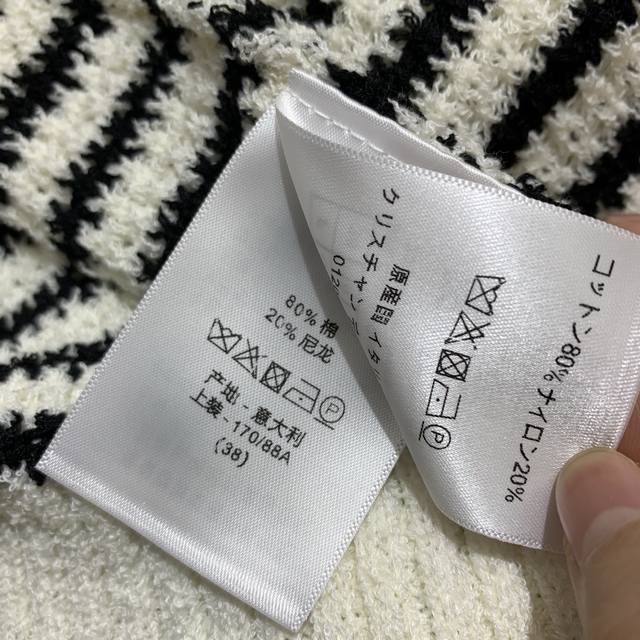 80% 棉
20% 尼龙
产地 - 意大利
上装 - 170/88A
(38)
コットン80% ナイロン20%
原産国 イタ
クリスチャン
012